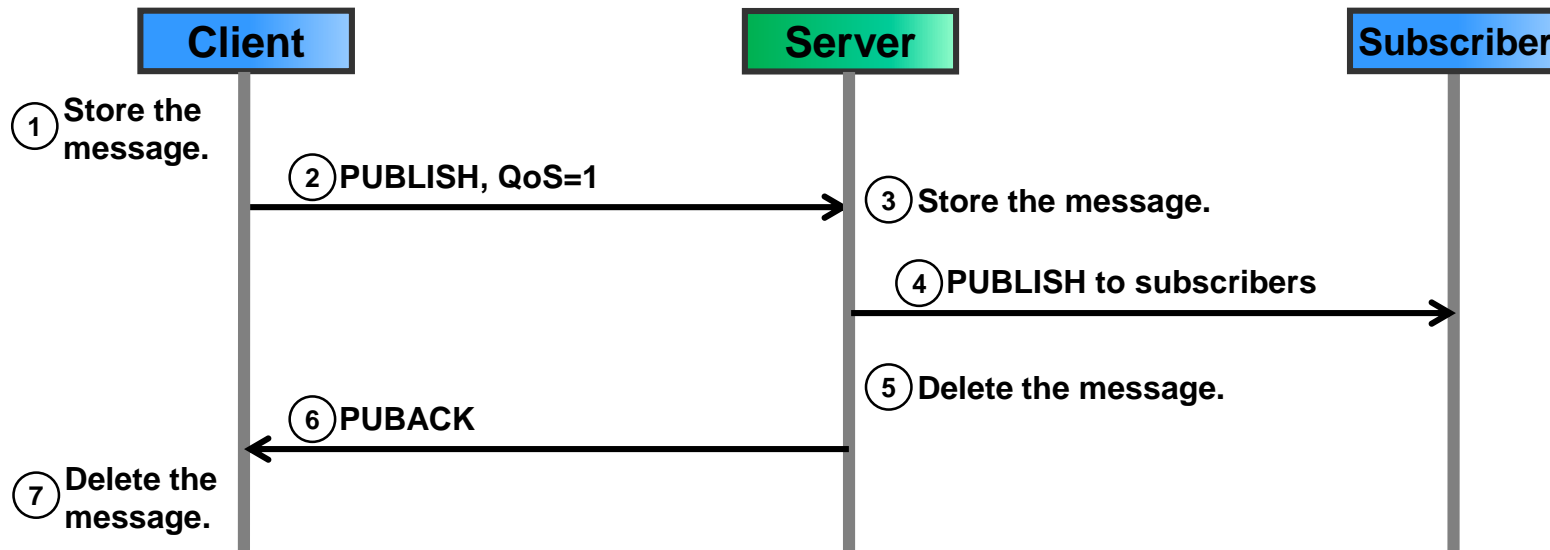 Client
Server
Subscriber
1 Store the
message.
2 PUBLISH, QoS=1
3 Store the message.
4 PUBLISH to subscribers
5 Delete the message.
6 PUBACK
7 Delete the
message.